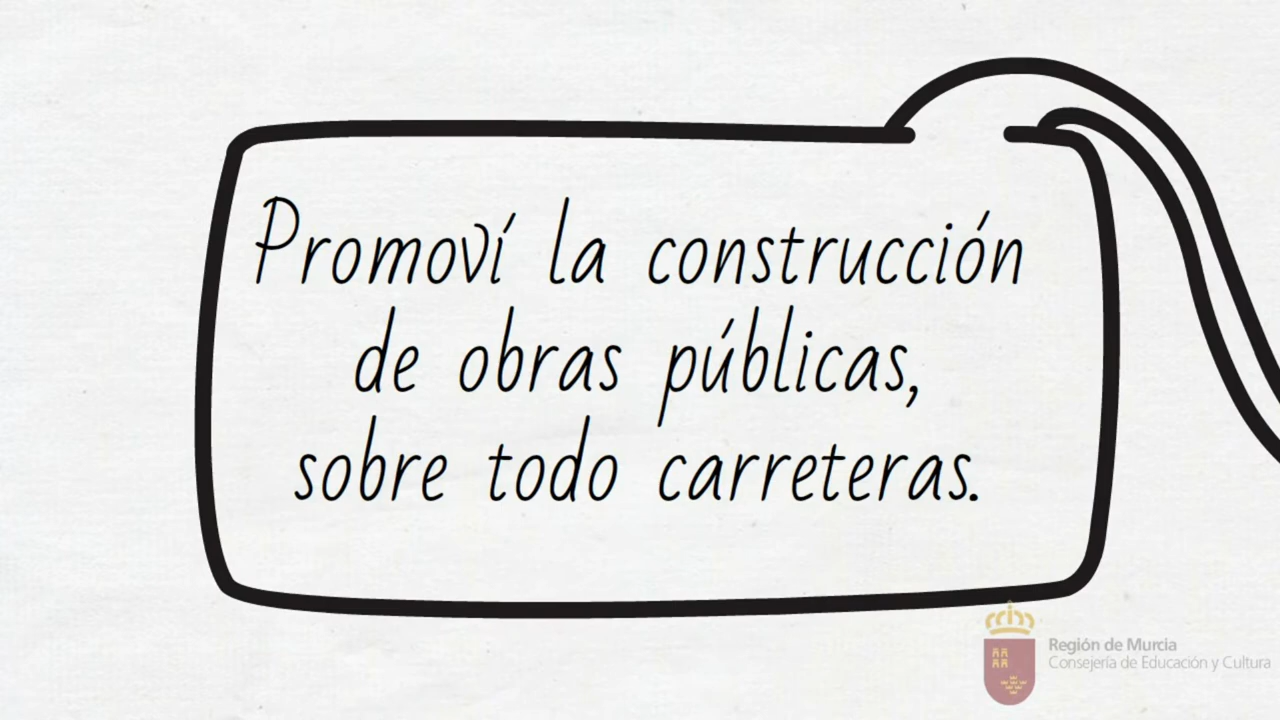 Promoví la construcción
de obras públicas,
sobre todo carreteras.
Región de Murcia
Consejería de Educación y Cultura